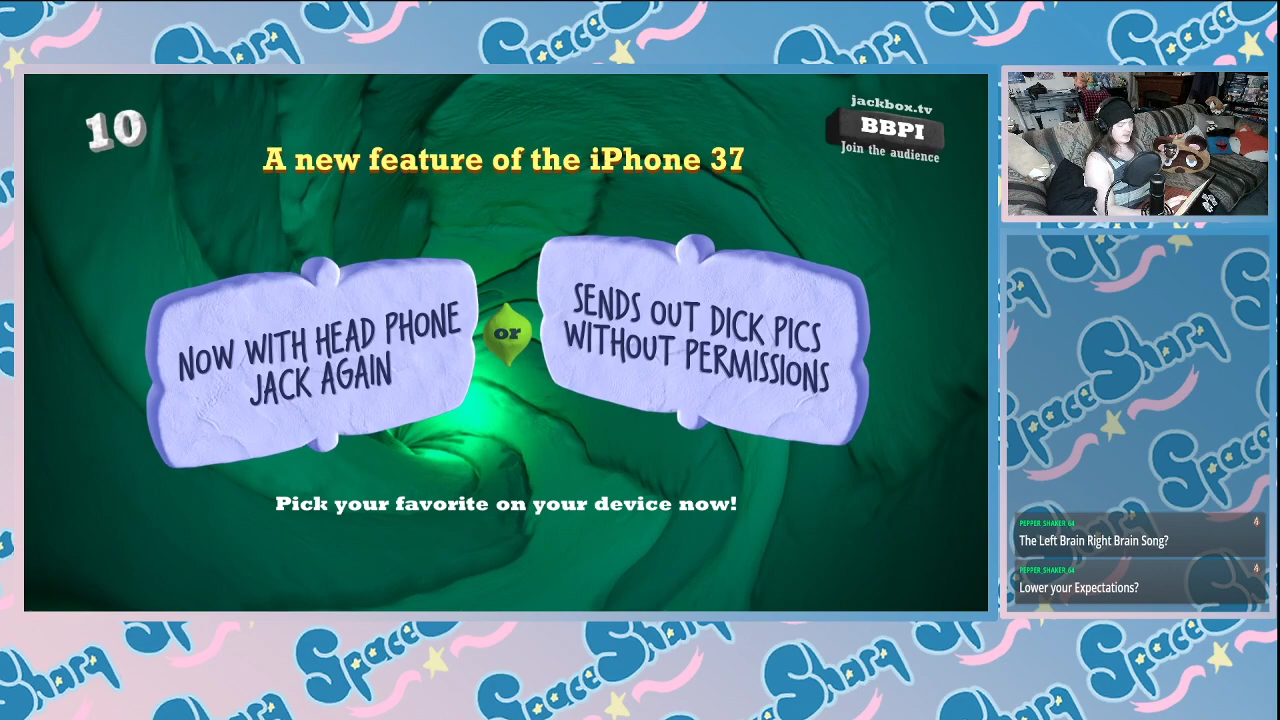 10
jackbox.tv
BBPI
Join the audience
A new feature of the iPhone 37
NOW WITH HEAD PHONE
JACK AGAIN
or
SENDS OUT DICK PICS
WITHOUT PERMISSIONS
Pick your favorite on your device now!
PEPPER SHAKER 64
The Left Brain Right Brain Song?
PEPPER SHAKER 64
Lower your Expectations?
SpaceSharq